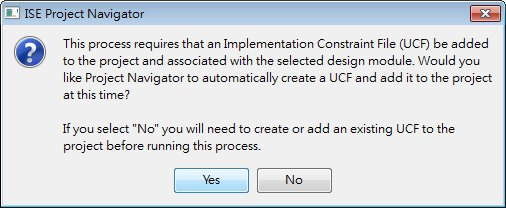 ISE Project Navigator
This process requires that an Implementation Constraint File (UCF) be added
to the project and associated with the selected design module. Would you
like Project Navigator to automatically create a UCF and add it to the project
at this time?
If you select "No" you will need to create or add an existing UCF to the
project before running this process.
Yes
No